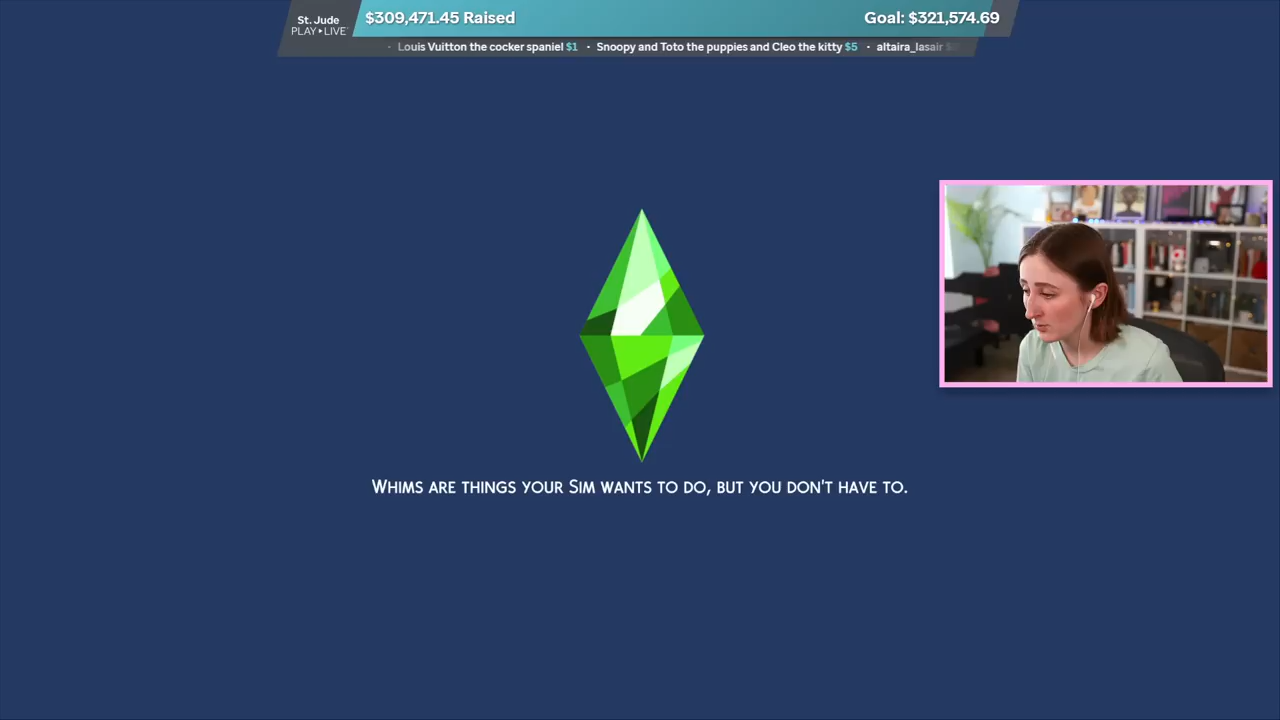 St. Jude
PLAY LIVE
$309,471.45 Raised
Goal: $321,574.69
Louis Vuitton the cocker spaniel $1 • Snoopy and Toto the puppies and Cleo the kitty $5 • altaira_lasair
WHIMS ARE THINGS YOUR SIM WANTS TO DO, BUT YOU DON'T HAVE TO.